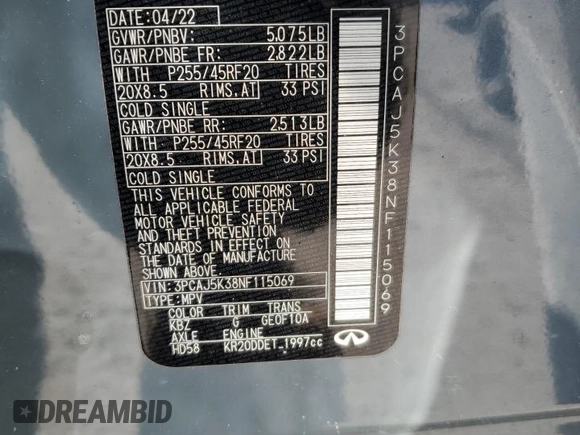 DATE: 04/22
GVWR/PNBV: 5.075LB
GAWR/PNBE FR: 2.822LB
WITH P255/45RF20 TIRES
20X8.5 RIMS.AT 33 PSI
COLD SINGLE
GAWR/PNBE RR: 2.513LB
WITH P255/45RF20 TIRES
20X8.5 RIMS.AT 33 PSI
COLD SINGLE
THIS VEHICLE CONFORMS TO
ALL APPLICABLE FEDERAL
MOTOR VEHICLE SAFETY
AND THEFT PREVENTION
STANDARDS IN EFFECT ON
THE DATE OF MANUFACTURE
SHOWN ABOVE.
VIN:3PCAJ5K38NF115069
TYPE:MPV
COLOR TRIM TRANS
KBZ G GE0F10A
AXLE ENGINE
HD58 KR20DDET 1997cc
3PCAJ5K38NF115069
DREAMBID